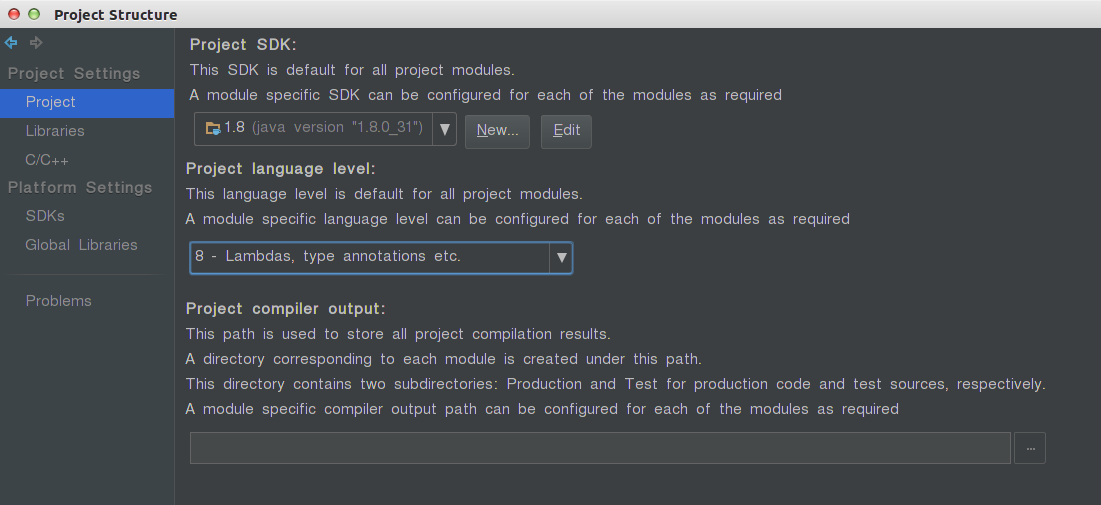 Project Structure
Project Settings
Project
Libraries
C/C++
Platform Settings
SDKs
Global Libraries
Problems
Project SDK:
This SDK is default for all project modules.
A module specific SDK can be configured for each of the modules as required
1.8 (java version "1.8.0_31")
New...
Edit
Project language level:
This language level is default for all project modules.
A module specific language level can be configured for each of the modules as required
8 - Lambdas, type annotations etc.
Project compiler output:
This path is used to store all project compilation results.
A directory corresponding to each module is created under this path.
This directory contains two subdirectories: Production and Test for production code and test sources, respectively.
A module specific compiler output path can be configured for each of the modules as required
...